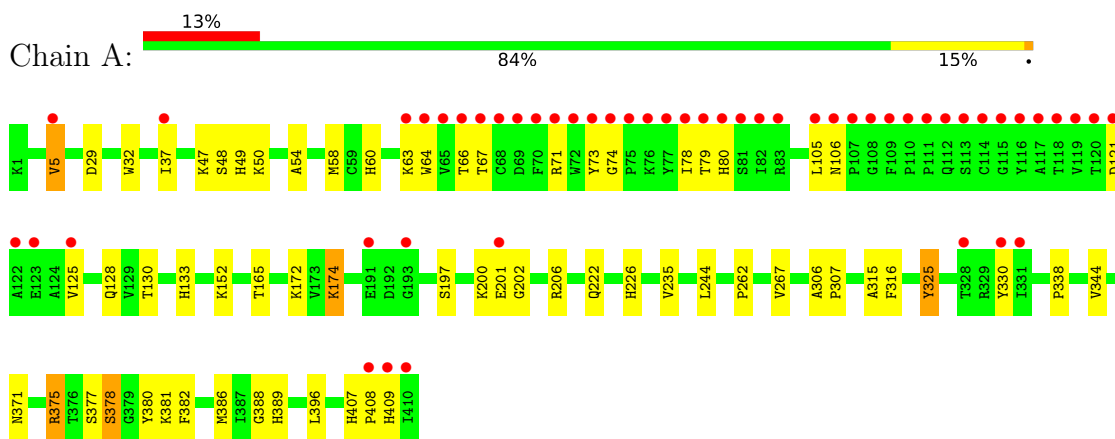 13%
Chain A:
84% 15% •
K1 V5 D29 W32 I37 K47 S48 H49 K50 A54 M58 C59 H60 K63 W64 V65 T66 T67 C68 D69 F70 R71 W72 Y73 G74 P75 K76 Y77 I78 T79 H80 S81 I82 R83 L105 N106 P107 G108 F109 P110 P111 Q112 S113 C114 G115 Y116 A117 T118 V119 T120
A122 E123 A124 V125 Q128 V129 T130 H133 K152 T165 K172 V173 K174 E191 D192 G193 S197 K200 E201 G202 R206 Q222 H226 V235 L244 P262 V267 A306 P307 A315 F316 Y325 T328 R329 Y330 I331 P338 V344
N371 R375 T376 S377 S378 G379 Y380 K381 F382 M386 I387 G388 H389 L396 H407 P408 H409 I410